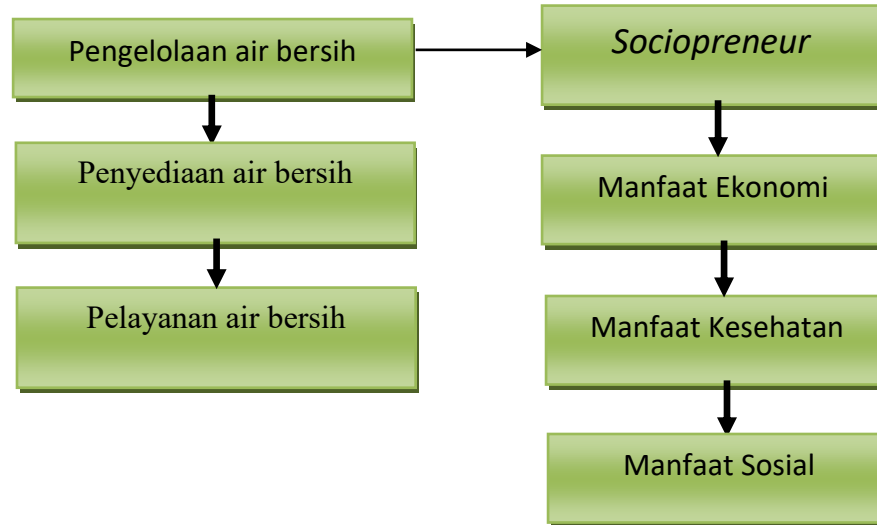 Pengelolaan air bersih
Penyediaan air bersih
Pelayanan air bersih
Sociopreneur
Manfaat Ekonomi
Manfaat Kesehatan
Manfaat Sosial